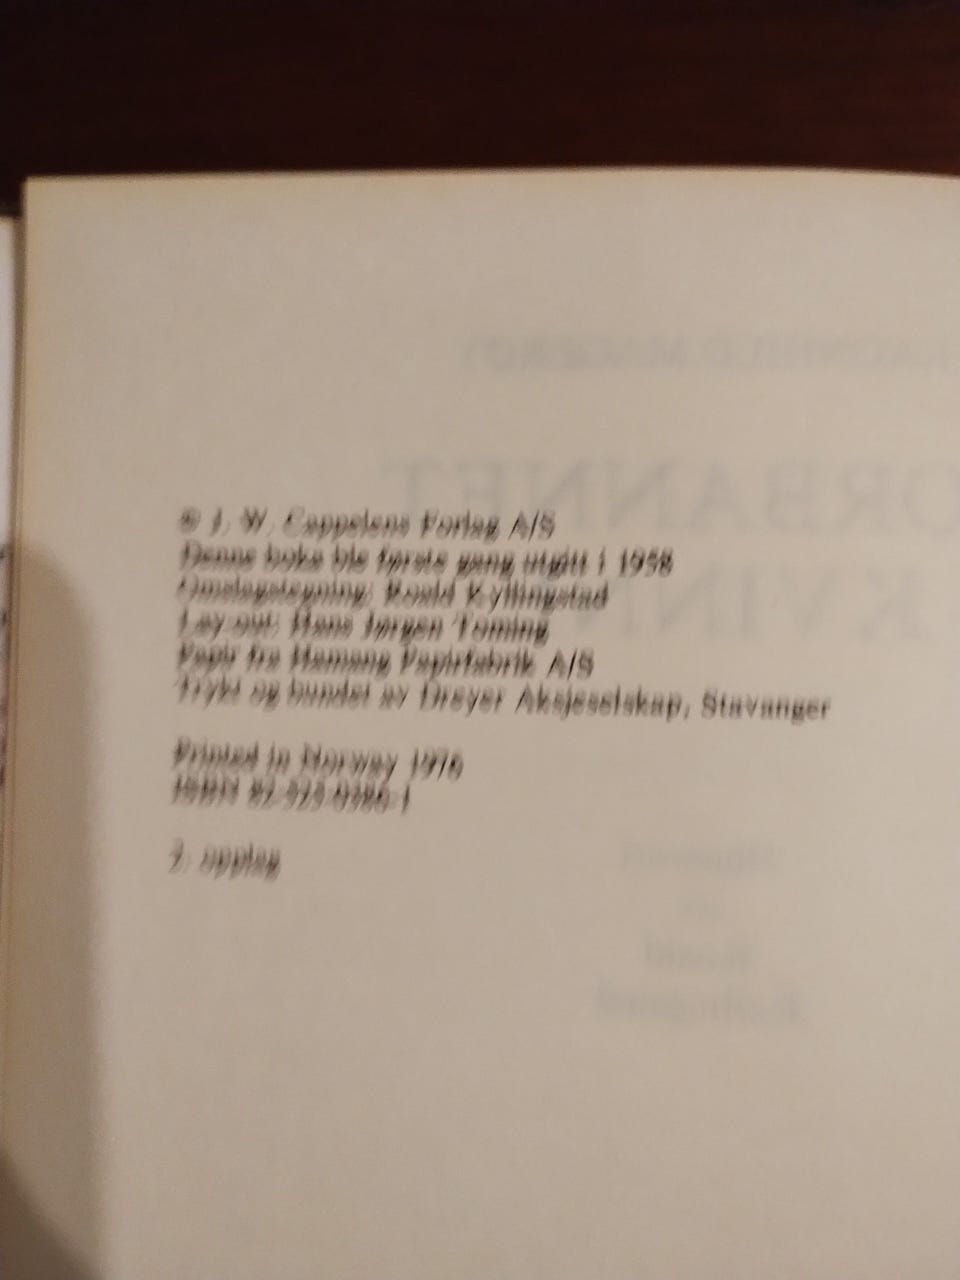 © J. W. Cappelens Forlag A/S
Denne boka ble første gang utgitt i 1958
Omslagstegning: Roald Kyllingstad
Lay-out: Hans Jørgen Toming
Papir fra Hamang Papirfabrik A/S
Trykt og bundet av Dreyer Aksjeselskap, Stavanger
Printed in Norway 1976
ISBN
opplag